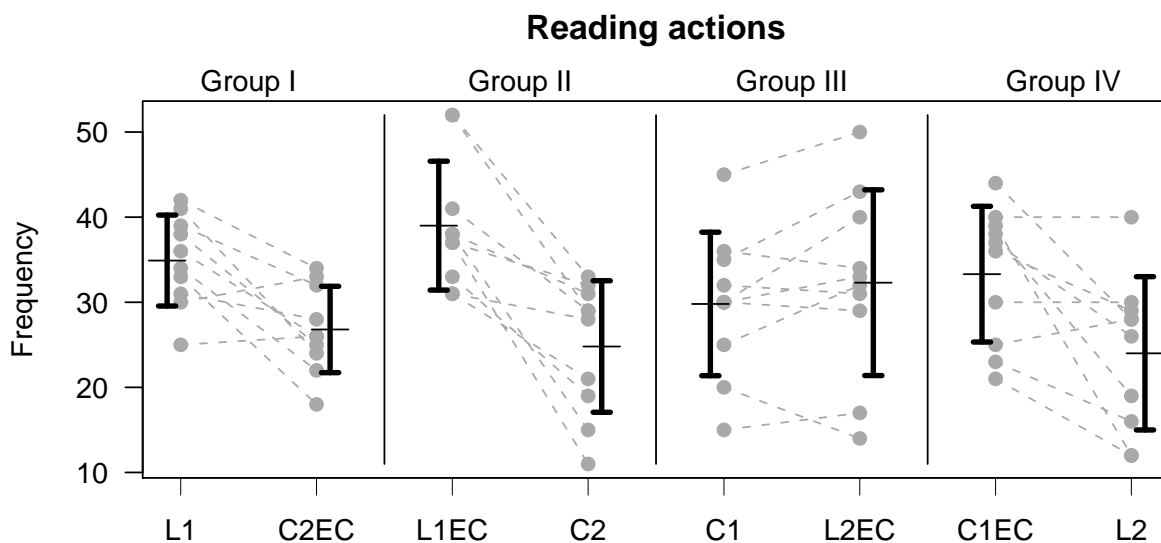 Reading actions
Group I Group II Group III Group IV
Frequency
50
40
30
20
10
L1 C2EC L1EC C2 C1 L2EC C1EC L2